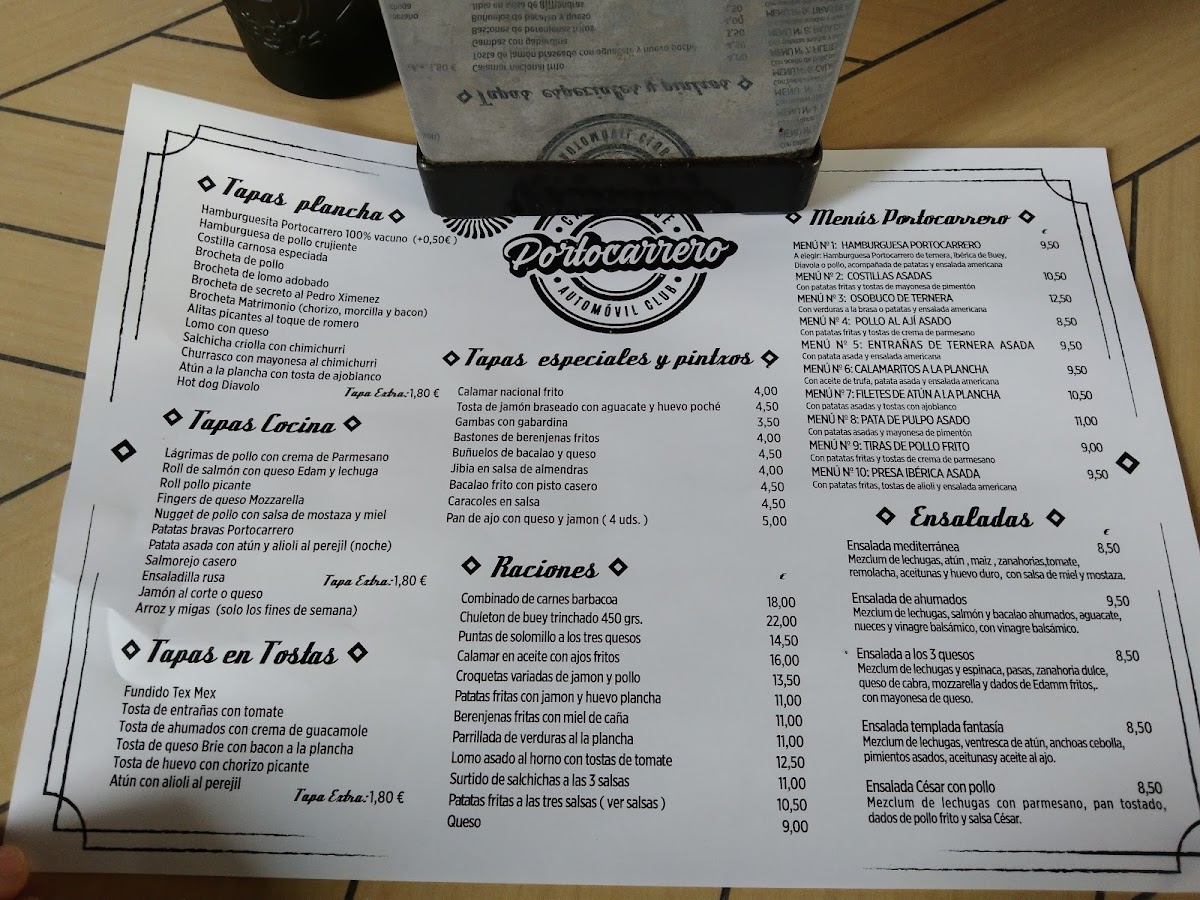 Tapas plancha
Hamburguesita Portocarrero 100% vacuno (+0,50€ )
Hamburguesa de pollo crujiente
Costilla carnosa especiada
Brocheta de pollo
Brocheta de lomo adobado
Brocheta de secreto al Pedro Ximenez
Brocheta Matrimonio (chorizo, morcilla y bacon)
Alitas picantes al toque de romero
Lomo con queso
Salchicha criolla con chimichurri
Churrasco con mayonesa al chimichurri
Atún a la plancha con tosta de ajoblanco
Hot dog Diavolo
Tapa Extra:1,80 €
Tapas Cocina
Lágrimas de pollo con crema de Parmesano
Roll de salmón con queso Edam y lechuga
Roll pollo picante
Fingers de queso Mozzarella
Nugget de pollo con salsa de mostaza y miel
Patatas bravas Portocarrero
Patata asada con atún y alioli al perejil (noche)
Salmorejo casero
Ensaladilla rusa
Tapa Extra:1,80 €
Jamón al corte o queso
Arroz y migas (solo los fines de semana)
Tapas en Tostas
Fundido Tex Mex
Tosta de entrañas con tomate
Tosta de ahumados con crema de guacamole
Tosta de queso Brie con bacon a la plancha
Tosta de huevo con chorizo picante
Atún con alioli al perejil
Tapa Extra:1,80 €
Portocarrero
AUTOMÓVIL CLUB
Tapas especiales y pintxos
Calamar nacional frito 4,00
Tosta de jamón braseado con aguacate y huevo poché 4,50
Gambas con gabardina 3,50
Bastones de berenjenas fritos 4,00
Buñuelos de bacalao y queso 4,50
Jibia en salsa de almendras 4,00
Bacalao frito con pisto casero 4,50
Caracoles en salsa 4,50
Pan de ajo con queso y jamon ( 4 uds. ) 5,00
Raciones
€
Combinado de carnes barbacoa 18,00
Chuleton de buey trinchado 450 grs. 22,00
Puntas de solomillo a los tres quesos 14,50
Calamar en aceite con ajos fritos 16,00
Croquetas variadas de jamon y pollo 13,50
Patatas fritas con jamon y huevo plancha 11,00
Berenjenas fritas con miel de caña 11,00
Parrillada de verduras al la plancha 11,00
Lomo asado al horno con tostas de tomate 12,50
Surtido de salchichas a las 3 salsas 11,00
Patatas fritas a las tres salsas ( ver salsas ) 10,50
Queso 9,00
Menús Portocarrero
€
MENÚ Nº 1: HAMBURGUESA PORTOCARRERO 9,50
A elegir: Hamburguesa Portocarrero de ternera, Ibérica de Buey,
Diavola o pollo, acompañada de patatas y ensalada americana
MENÚ Nº 2: COSTILLAS ASADAS 10,50
Con patatas fritas y tostas de mayonesa de pimentón
MENÚ Nº 3: OSOBUCO DE TERNERA 12,50
Con verduras a la brasa o patatas y ensalada americana
MENÚ Nº 4: POLLO AL AJÍ ASADO 8,50
Con patatas fritas y tostas de crema de parmesano
MENÚ Nº 5: ENTRAÑAS DE TERNERA ASADA 9,50
Con patata asada y ensalada americana
MENÚ Nº 6: CALAMARITOS A LA PLANCHA 9,50
Con aceite de trufa, patata asada y ensalada americana
MENÚ Nº 7: FILETES DE ATÚN A LA PLANCHA 10,50
Con patatas asadas y tostas con ajoblanco
MENÚ Nº 8: PATA DE PULPO ASADO 11,00
Con patatas asadas y mayonesa de pimentón
MENÚ Nº 9: TIRAS DE POLLO FRITO 9,00
Con patatas fritas y tostas de crema de parmesano
MENÚ Nº 10: PRESA IBÉRICA ASADA 9,50
Con patatas fritas, tostas de alioli y ensalada americana
Ensaladas
€
Ensalada mediterránea 8,50
Mezclum de lechugas, atún , maiz , zanahorias,tomate,
remolacha, aceitunas y huevo duro, con salsa de miel y mostaza.
Ensalada de ahumados 9,50
Mezclum de lechugas, salmón y bacalao ahumados, aguacate,
nueces y vinagre balsámico, con vinagre balsámico.
Ensalada a los 3 quesos 8,50
Mezclum de lechugas y espinaca, pasas, zanahoria dulce,
queso de cabra, mozzarella y dados de Edamm fritos,.
con mayonesa de queso.
Ensalada templada fantasía 8,50
Mezclum de lechugas, ventresca de atún, anchoas cebolla,
pimientos asados, aceitunasy aceite al ajo.
Ensalada César con pollo 8,50
Mezclum de lechugas con parmesano, pan tostado,
dados de pollo frito y salsa César.